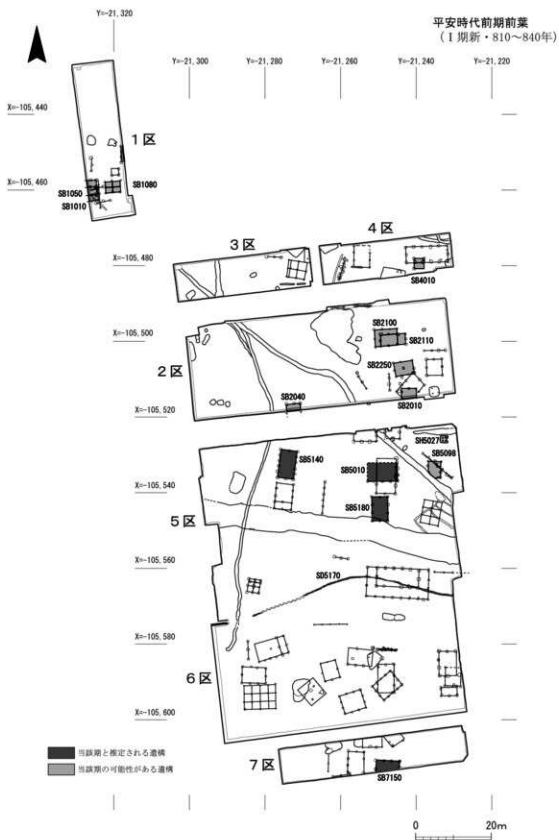 平安時代前期前葉
(Ⅰ期新・810～840年)
Y=-21,320
Y=-21,300
Y=-21,280
Y=-21,260
Y=-21,240
Y=-21,220
X=-105,440
1区
X=-105,460
SB1050
SB1080
SB1010
4区
3区
X=-105,480
SB4010
X=-105,500
SB2100
SB2110
SB2250
2区
SB2040
SB2010
X=-105,520
SH5027
SB5098
SB5140
SB5010
X=-105,540
SB5180
5区
X=-105,560
SD5170
X=-105,580
6区
X=-105,600
当該期と推定される遺構
当該期の可能性がある遺構
7区
SB7150
0
20m